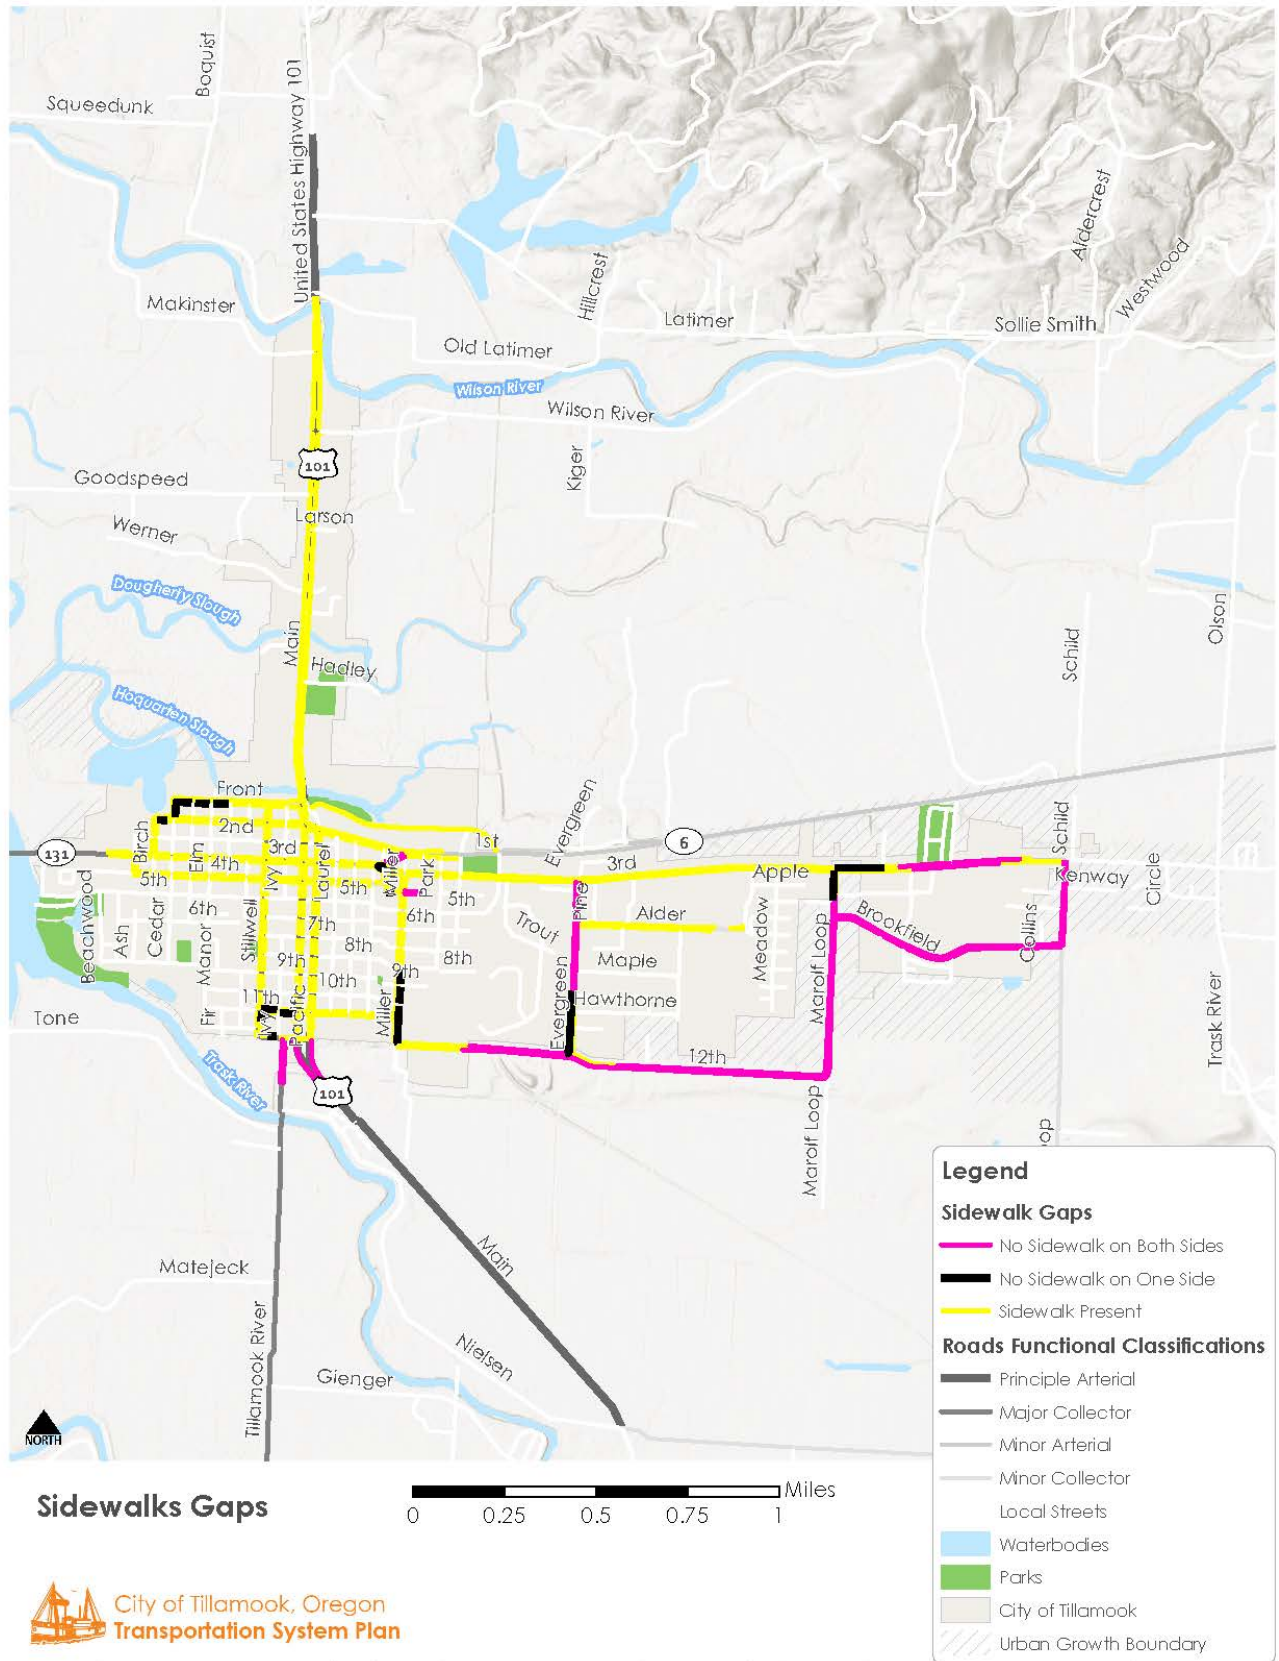 Boquist
Squeedunk
United States Highway 101
Aldercrest
Westwood
Hillcrest
Makinster
Latimer
Sollie Smith
Old Latimer
Wilson River
Wilson River
Kiger
101
Goodspeed
Larson
Werner
Dougherty Slough
Olson
Main
Schild
Hadley
Hoquarten Slough
Front
Evergreen
Birch
2nd
1st
6
Schild
131
Elm
3rd
3rd
4th
Ivy
Laurel
Miller
Park
Apple
Kenway
Circle
5th
5th
5th
Beachwood
Cedar
6th
Stillwell
6th
Pine
Alder
Brookfield
Ash
Manor
7th
Trout
Meadow
Marolf Loop
Collins
8th
8th
9th
9th
Maple
10th
Evergreen
Hawthorne
11th
Tone
Fir
Ivy
Pacific
Miller
Trask River
12th
Trask River
101
Marolf Loop
oop
Main
Matejeck
Tillamook River
Nielsen
Gienger
NORTH
Legend
Sidewalk Gaps
No Sidewalk on Both Sides
No Sidewalk on One Side
Sidewalk Present
Roads Functional Classifications
Principle Arterial
Major Collector
Minor Arterial
Minor Collector
Local Streets
Waterbodies
Parks
City of Tillamook
Urban Growth Boundary
Sidewalks Gaps
Miles
0 0.25 0.5 0.75 1
City of Tillamook, Oregon
Transportation System Plan